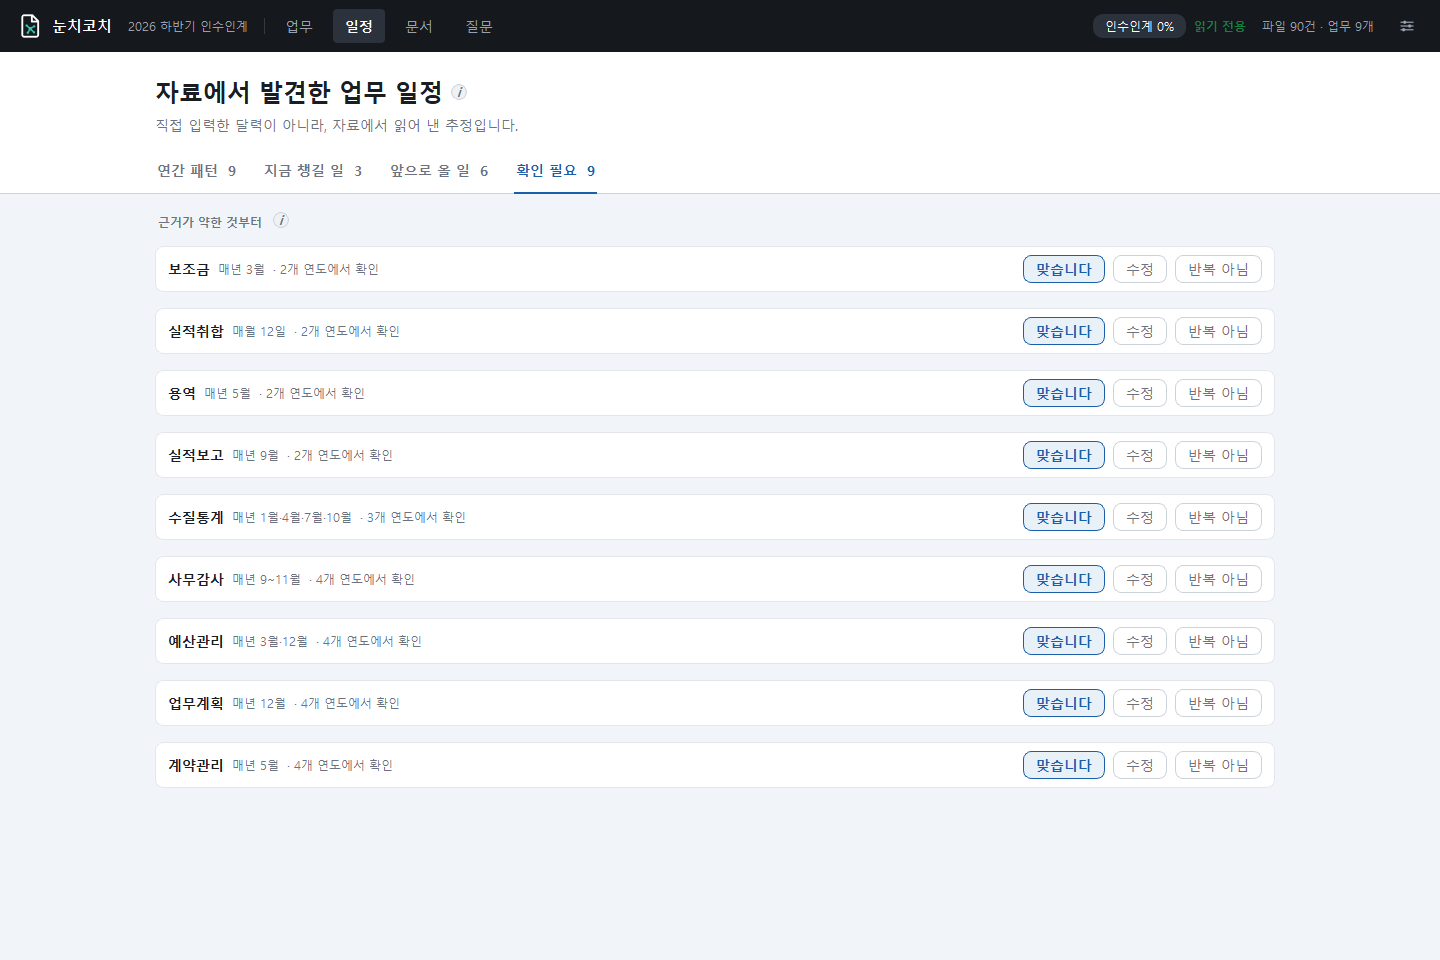 눈치코치 2026 하반기 인수인계 업무 일정 문서 질문 인수인계 0% 읽기 전용 파일 90건 · 업무 9개
자료에서 발견한 업무 일정 i
직접 입력한 달력이 아니라, 자료에서 읽어 낸 추정입니다.
연간 패턴 9 지금 챙길 일 3 앞으로 올 일 6 확인 필요 9
근거가 약한 것부터 i
보조금 매년 3월 · 2개 연도에서 확인 맞습니다 수정 반복 아님
실적취합 매월 12일 · 2개 연도에서 확인 맞습니다 수정 반복 아님
용역 매년 5월 · 2개 연도에서 확인 맞습니다 수정 반복 아님
실적보고 매년 9월 · 2개 연도에서 확인 맞습니다 수정 반복 아님
수질통계 매년 1월·4월·7월·10월 · 3개 연도에서 확인 맞습니다 수정 반복 아님
사무감사 매년 9~11월 · 4개 연도에서 확인 맞습니다 수정 반복 아님
예산관리 매년 3월·12월 · 4개 연도에서 확인 맞습니다 수정 반복 아님
업무계획 매년 12월 · 4개 연도에서 확인 맞습니다 수정 반복 아님
계약관리 매년 5월 · 4개 연도에서 확인 맞습니다 수정 반복 아님